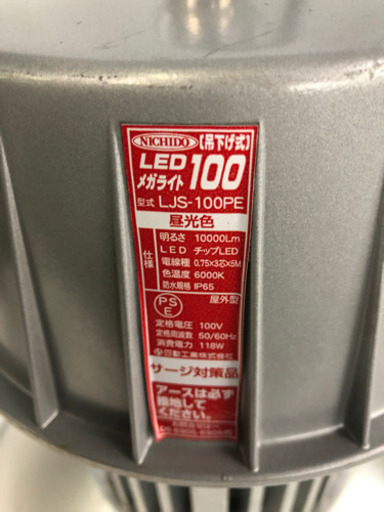 NICHIDO 【吊下げ式】
LED
メガライト 100
型式 LJS-100PE
昼光色
仕様
明るさ 10000Lm
LED チップLED
電線種 0.75×3芯×5M
色温度 6000K
防水規格 IP65
PSE 屋外型
定格電圧 100V
定格周波数 50/60Hz
消費電力 118W
日動工業株式会社
サージ対策品
アースは必ず
接地して
ください。